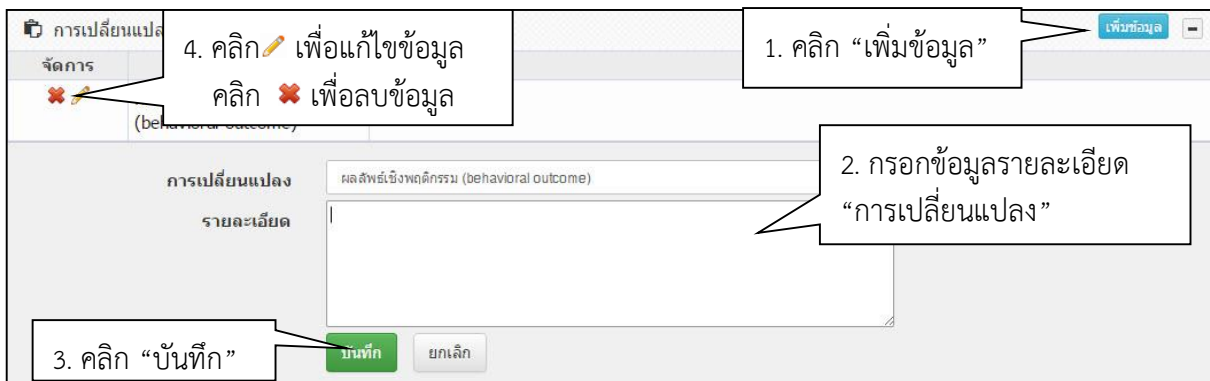 การเปลี่ยนแปล
เพิ่มข้อมูล
1. คลิก “เพิ่มข้อมูล”
4. คลิก เพื่อแก้ไขข้อมูล
คลิก เพื่อลบข้อมูล
จัดการ
(behavioral outcome)
การเปลี่ยนแปลง
ผลลัพธ์เชิงพฤติกรรม (behavioral outcome)
2. กรอกข้อมูลรายละเอียด
“การเปลี่ยนแปลง”
รายละเอียด
3. คลิก “บันทึก”
บันทึก
ยกเลิก